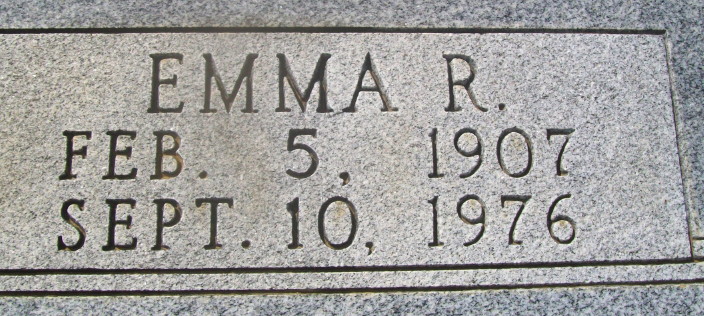 EMMA R.
FEB. 5, 1907
SEPT. 10, 1976